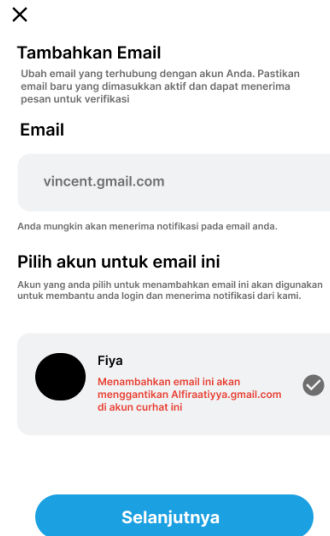 Tambahkan Email
Ubah email yang terhubung dengan akun Anda. Pastikan
email baru yang dimasukkan aktif dan dapat menerima
pesan untuk verifikasi
Email
vincent.gmail.com
Anda mungkin akan menerima notifikasi pada email anda.
Pilih akun untuk email ini
Akun yang anda pilih untuk menambahkan email ini akan digunakan
untuk membantu anda login dan menerima notifikasi dari kami.
Fiya
Menambahkan email ini akan
menggantikan Alfiraatiyya.gmail.com
di akun curhat ini
Selanjutnya